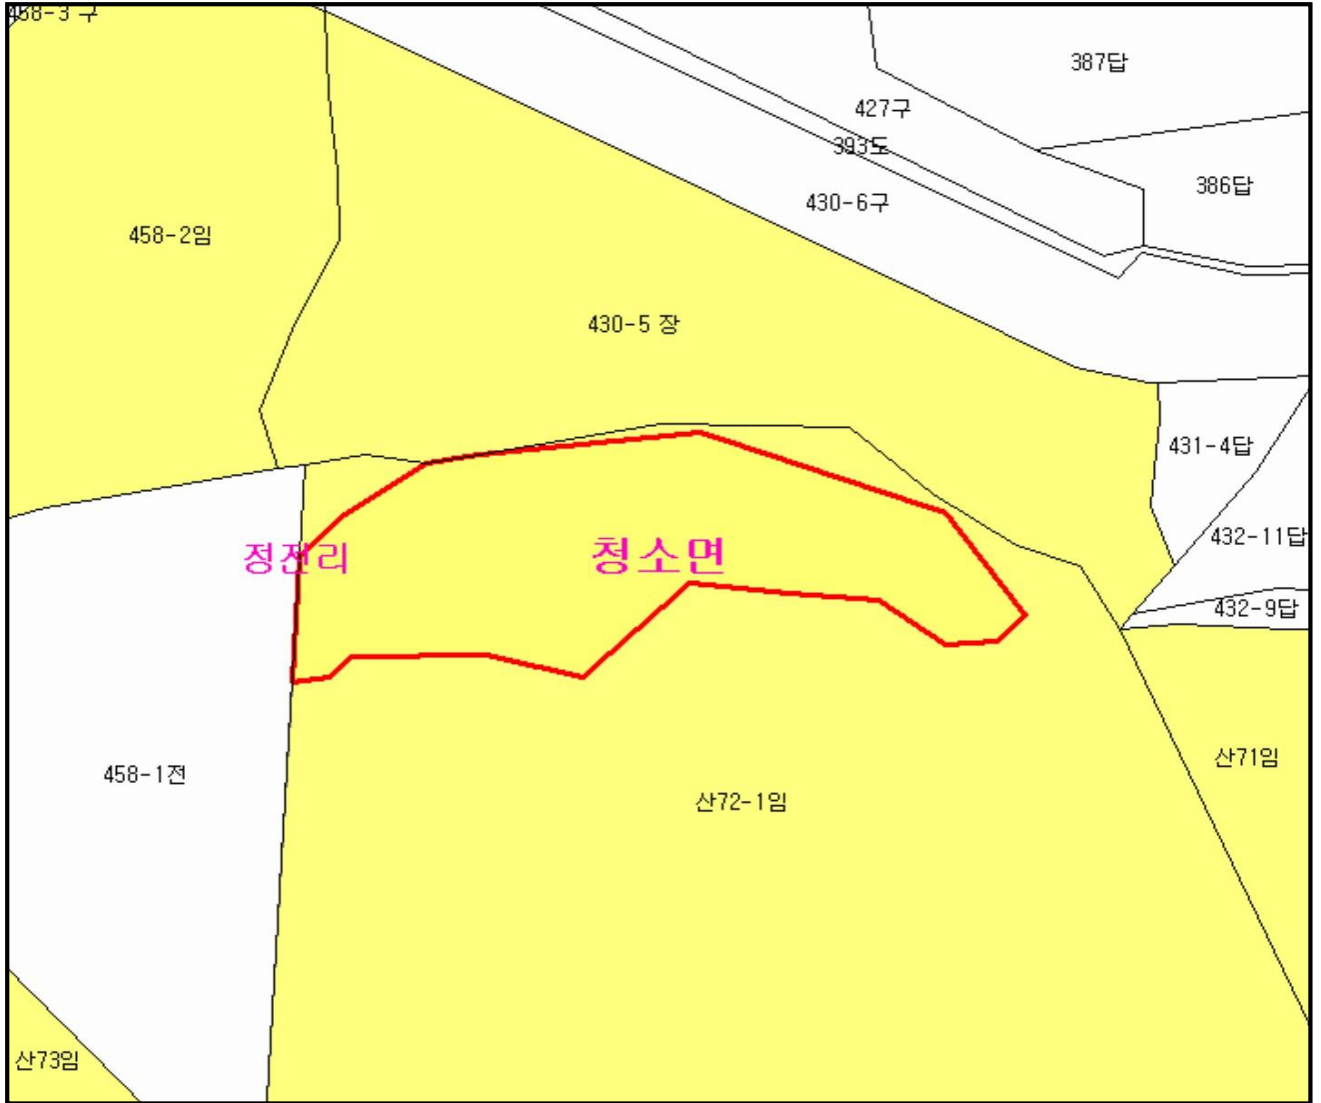 458-3 구
387답
427구
393도
386답
430-6구
458-2임
430-5 장
431-4답
432-11답
정전리
청소면
432-9답
산71임
458-1전
산72-1임
산73임